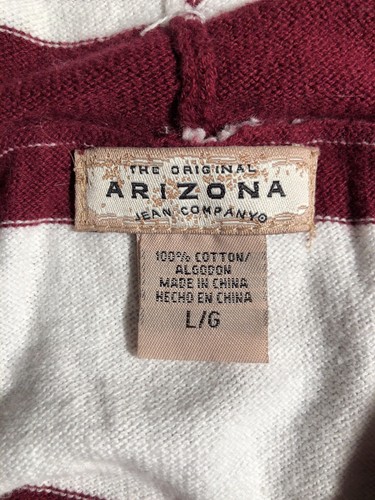 THE ORIGINAL
ARIZONA
JEAN COMPANY©
100% COTTON/
ALGODON
MADE IN CHINA
HECHO EN CHINA
L/G